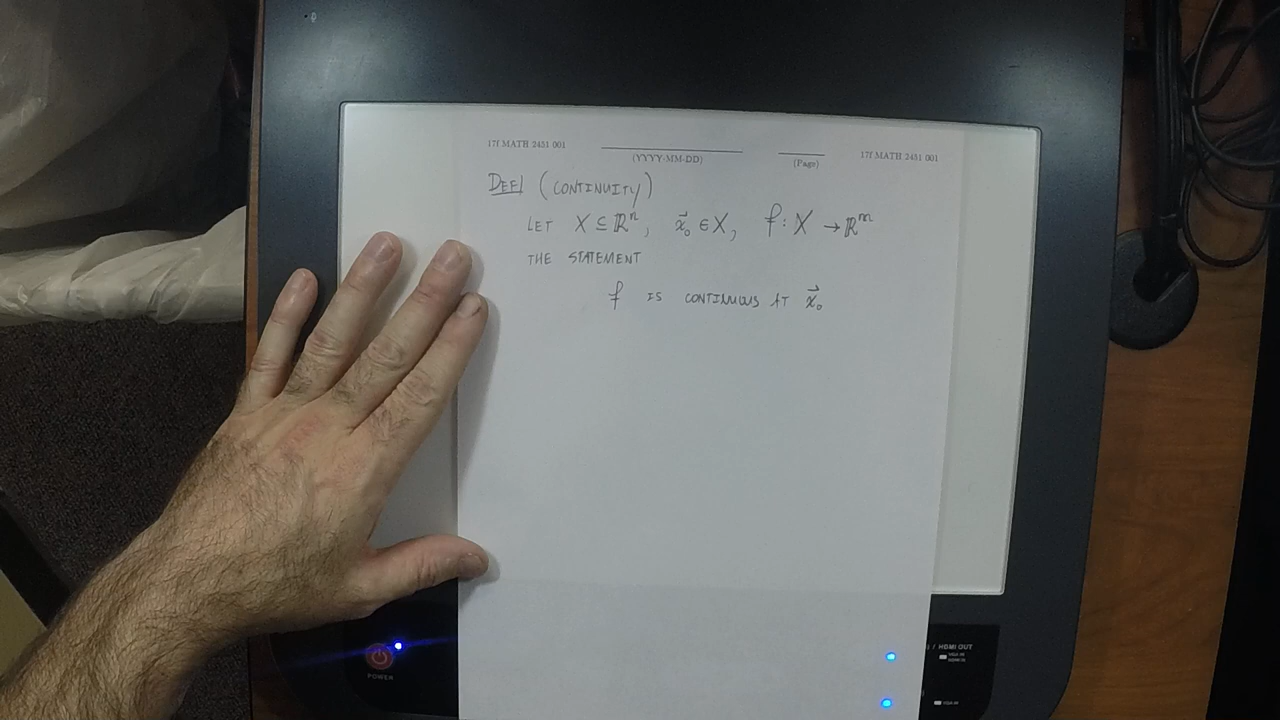 17f MATH 2451 001 (YYYY-MM-DD) (Page) 17f MATH 2451 001
DEF (CONTINUITY)
LET X ⊆ ℝⁿ, x⃗₀ ∈ X, f : X → ℝᵐ
THE STATEMENT
f IS CONTINUOUS AT x⃗₀
POWER
/ HDMI OUT